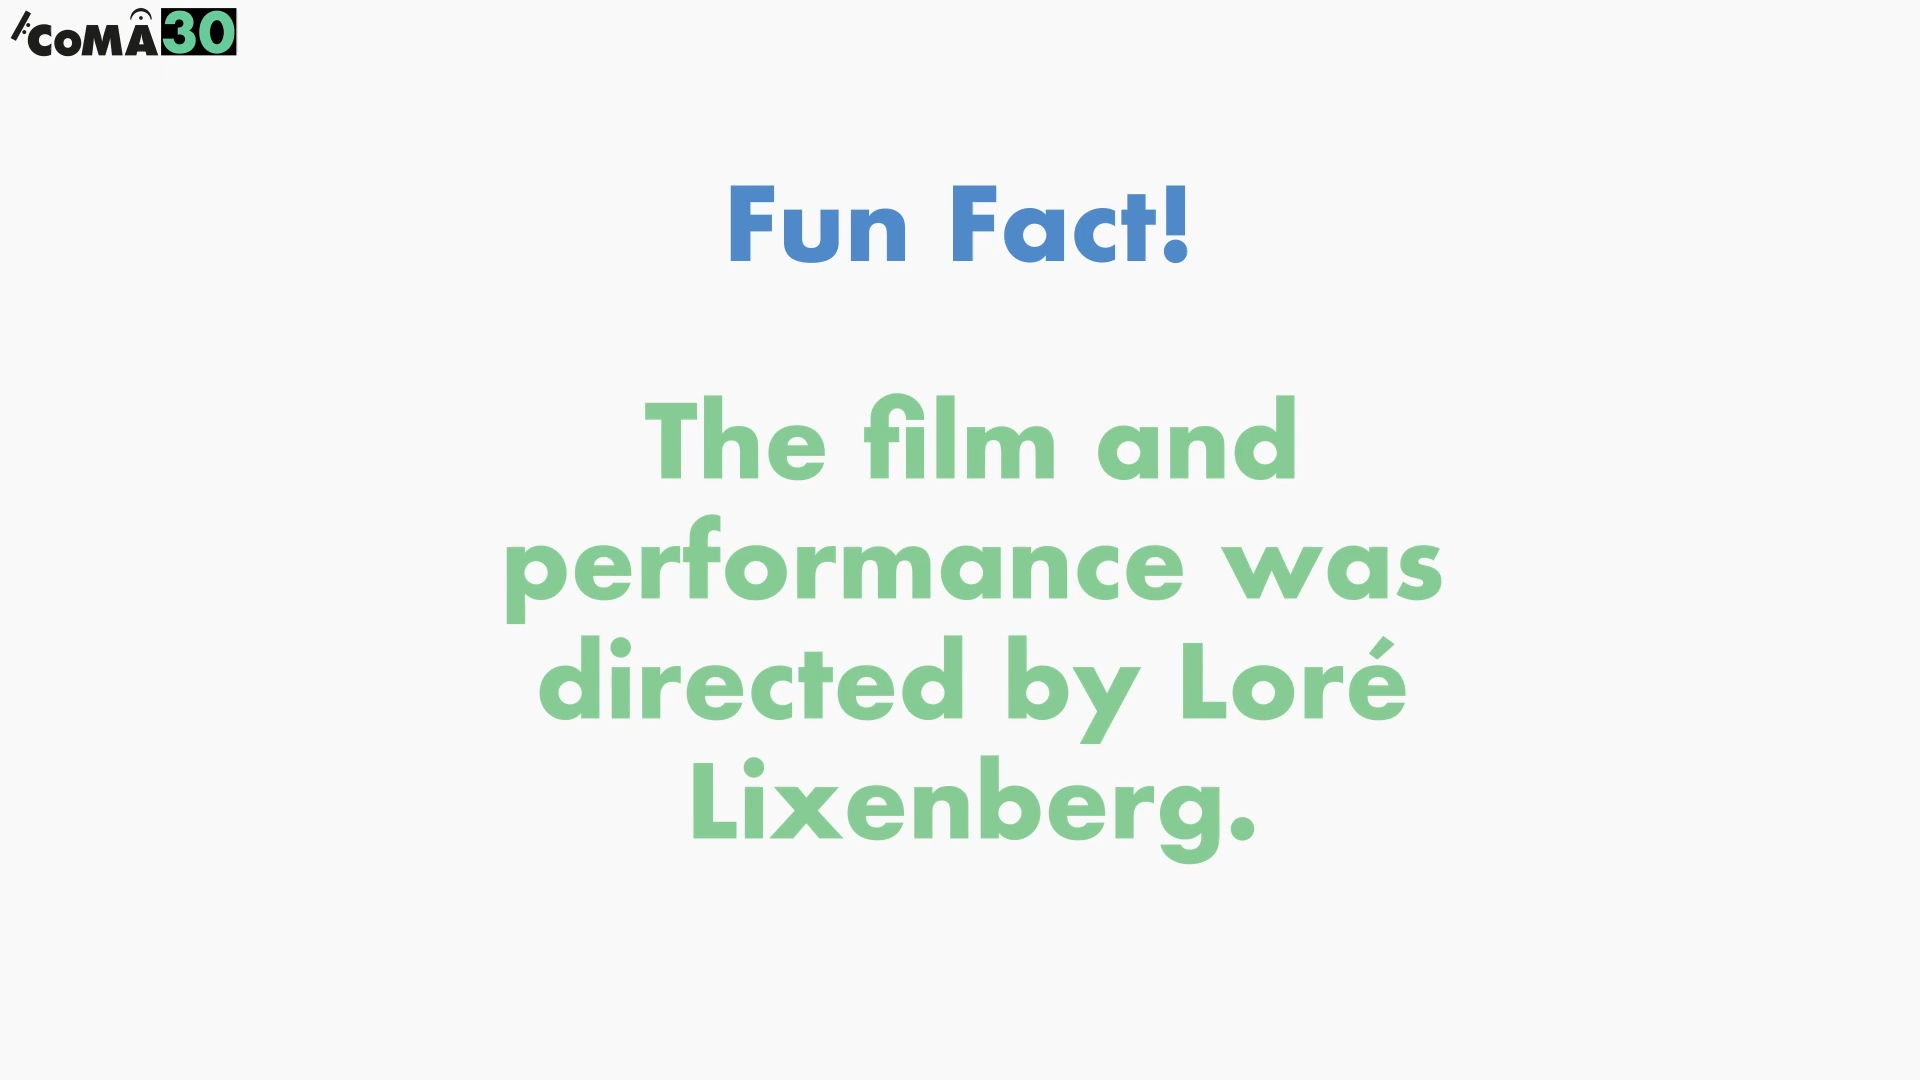 CoMA30
Fun Fact!
The film and
performance was
directed by Loré
Lixenberg.